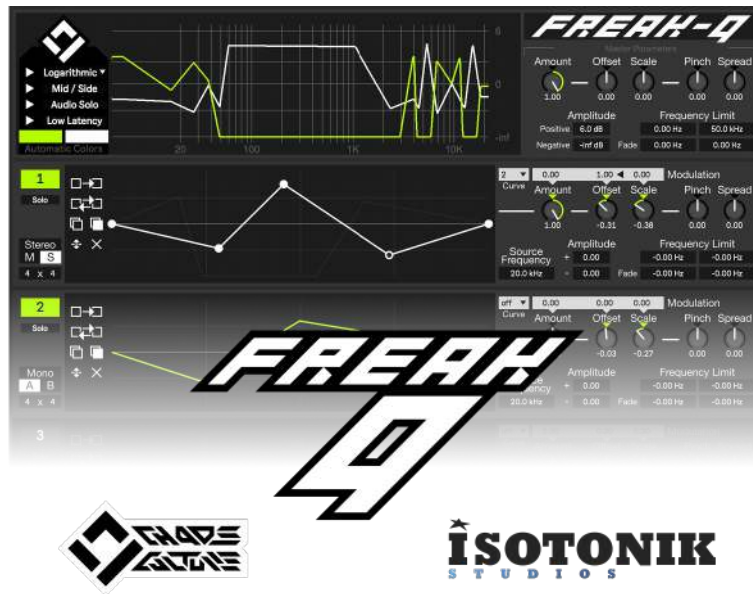 FREAK-Q
Logarithmic
Mid / Side
Audio Solo
Low Latency
Automatic Colors
6
0
-inf
20 100 1K 10K
Master Parameters
Amount Offset Scale Pinch Spread
1.00 0.00 0.00 0.00 0.00
Amplitude Frequency Limit
Positive 6.0 dB 0.00 Hz 50.0 kHz
Negative -inf dB Fade 0.00 Hz 0.00 Hz
1
Solo
Stereo
M S
4 x 4
2 0.00 1.00 0.00 Modulation
Curve Amount Offset Scale Pinch Spread
1.00 -0.31 -0.38 0.00 0.00
Source Frequency Amplitude Frequency Limit
+ 0.00 -0.00 Hz -0.00 Hz
20.0 kHz - 0.00 Fade -0.00 Hz -0.00 Hz
2
Solo
Mono
A B
4 x 4
off 0.00 0.00 0.00 Modulation
Curve Amount Offset Scale Pinch Spread
-0.03 -0.27 0.00 0.00
Amplitude Frequency Limit
+ 0.00 -0.00 Hz -0.00 Hz
20.0 kHz - 0.00 Fade -0.00 Hz -0.00 Hz
3
FREAK
Q
CHAOS
CULTURE
ISOTONIK
STUDIOS